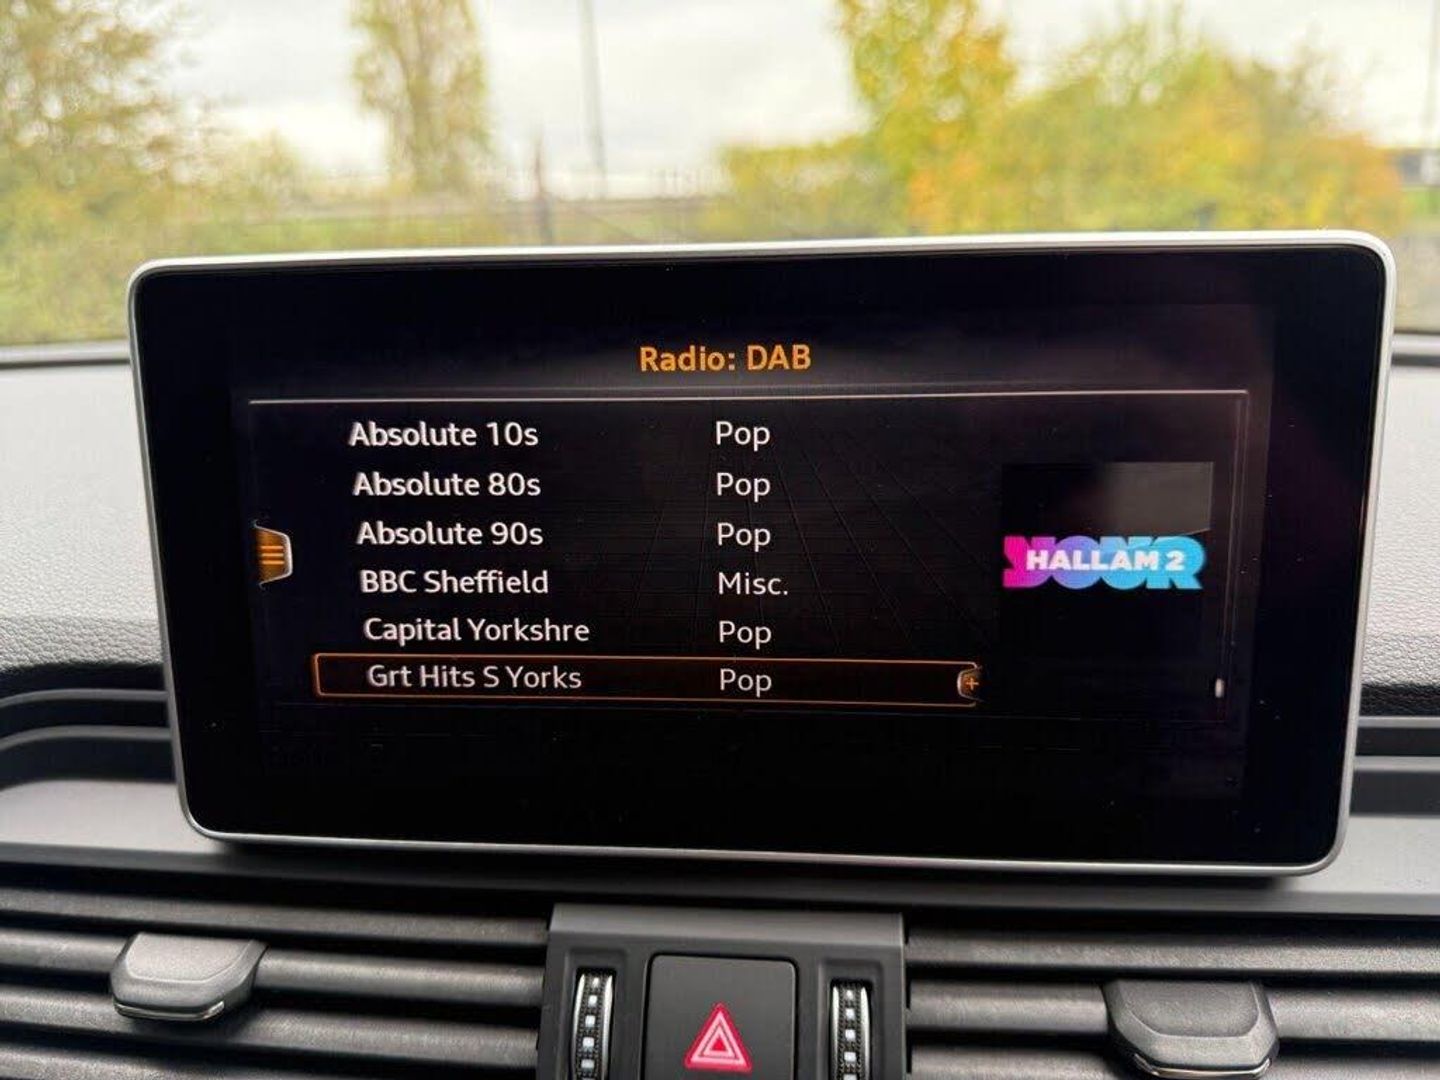 Radio: DAB
Absolute 10s Pop
Absolute 80s Pop
Absolute 90s Pop
BBC Sheffield Misc.
Capital Yorkshre Pop
Grt Hits S Yorks Pop
HALLAM 2